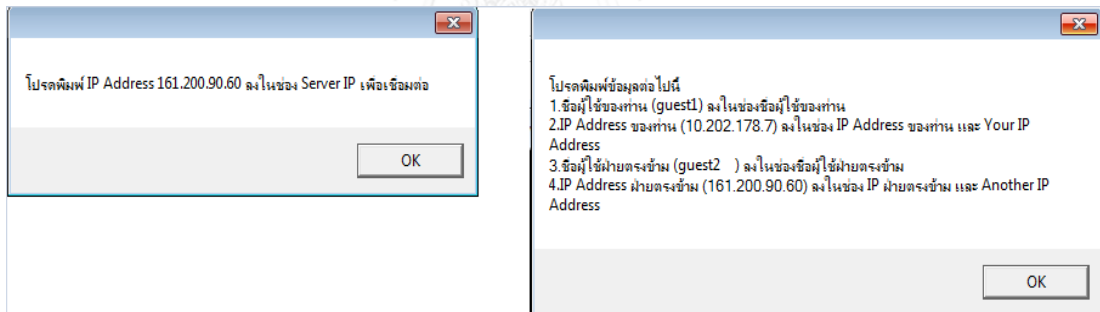 โปรดพิมพ์ IP Address 161.200.90.60 ลงในช่อง Server IP เพื่อเชื่อมต่อ
OK
โปรดพิมพ์ข้อมูลต่อไปนี้
1.ชื่อผู้ใช้ของท่าน (guest1) ลงในช่องชื่อผู้ใช้ของท่าน
2.IP Address ของท่าน (10.202.178.7) ลงในช่อง IP Address ของท่าน และ Your IP
Address
3.ชื่อผู้ใช้ฝ่ายตรงข้าม (guest2 ) ลงในช่องชื่อผู้ใช้ฝ่ายตรงข้าม
4.IP Address ฝ่ายตรงข้าม (161.200.90.60) ลงในช่อง IP ฝ่ายตรงข้าม และ Another IP
Address
OK